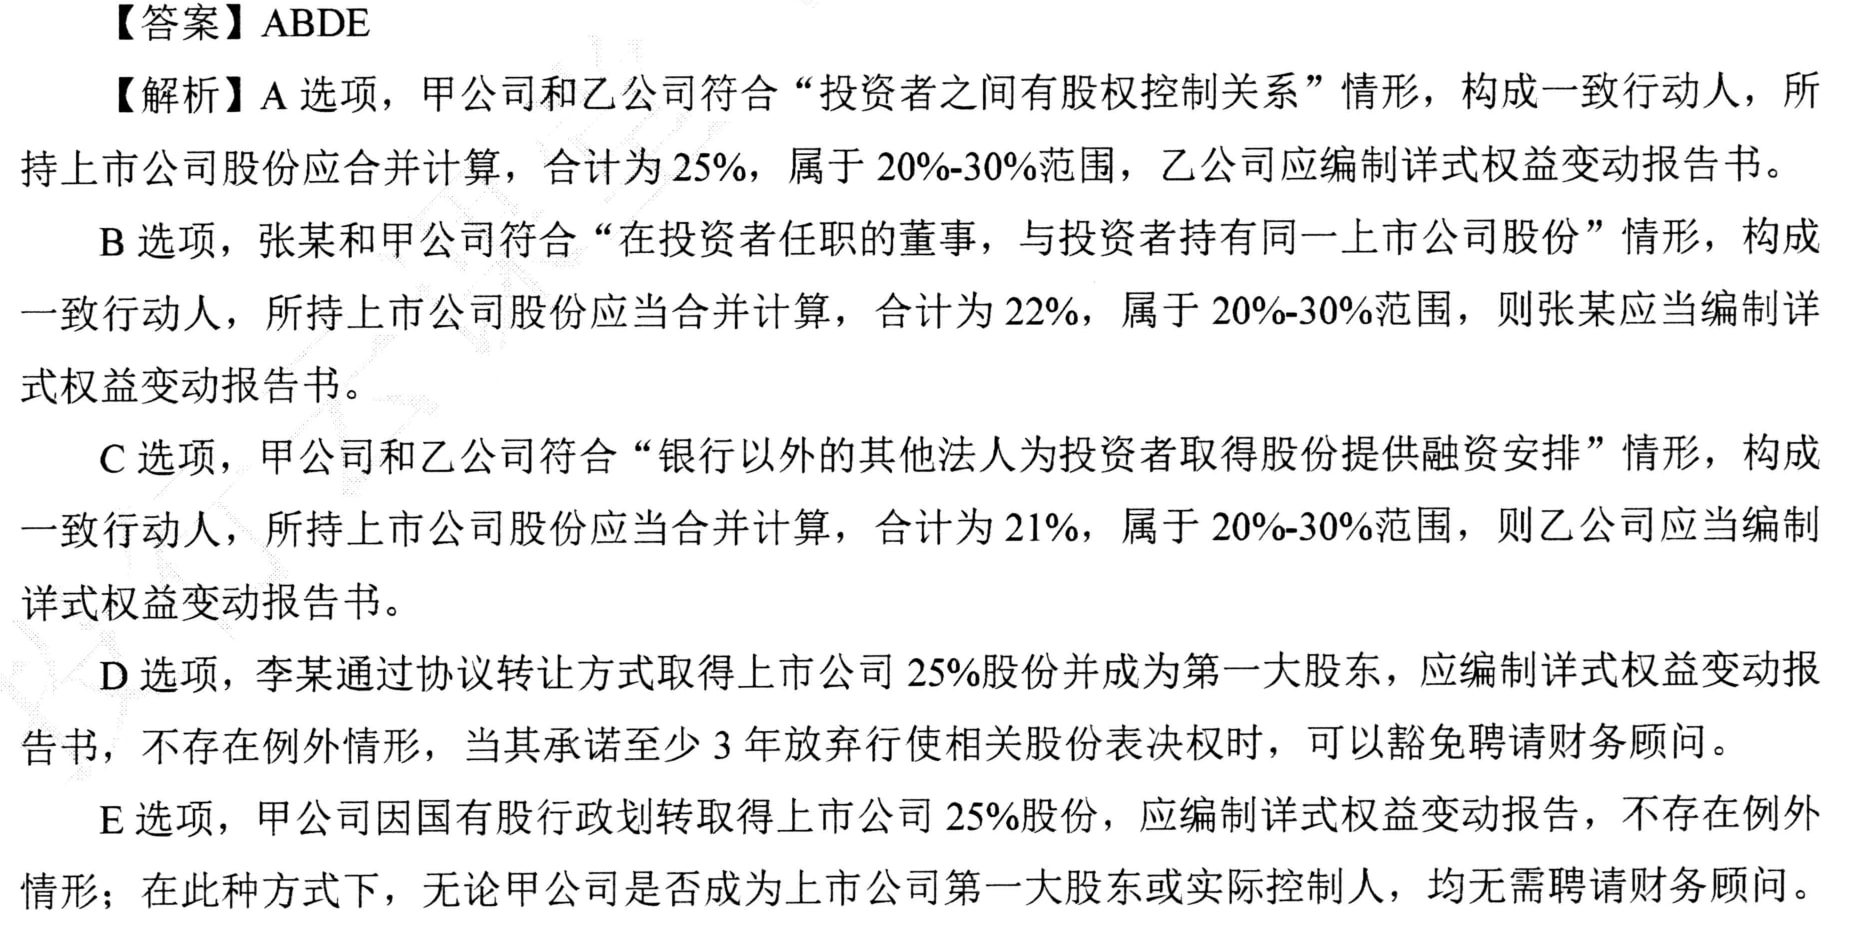 【答案】ABDE
【解析】A 选项，甲公司和乙公司符合“投资者之间有股权控制关系”情形，构成一致行动人，所
持上市公司股份应合并计算，合计为 25%，属于 20%-30%范围，乙公司应编制详式权益变动报告书。
B 选项，张某和甲公司符合“在投资者任职的董事，与投资者持有同一上市公司股份”情形，构成
一致行动人，所持上市公司股份应当合并计算，合计为 22%，属于 20%-30%范围，则张某应当编制详
式权益变动报告书。
C 选项，甲公司和乙公司符合“银行以外的其他法人为投资者取得股份提供融资安排”情形，构成
一致行动人，所持上市公司股份应当合并计算，合计为 21%，属于 20%-30%范围，则乙公司应当编制
详式权益变动报告书。
D 选项，李某通过协议转让方式取得上市公司 25%股份并成为第一大股东，应编制详式权益变动报
告书，不存在例外情形，当其承诺至少 3 年放弃行使相关股份表决权时，可以豁免聘请财务顾问。
E 选项，甲公司因国有股行政划转取得上市公司 25%股份，应编制详式权益变动报告，不存在例外
情形；在此种方式下，无论甲公司是否成为上市公司第一大股东或实际控制人，均无需聘请财务顾问。